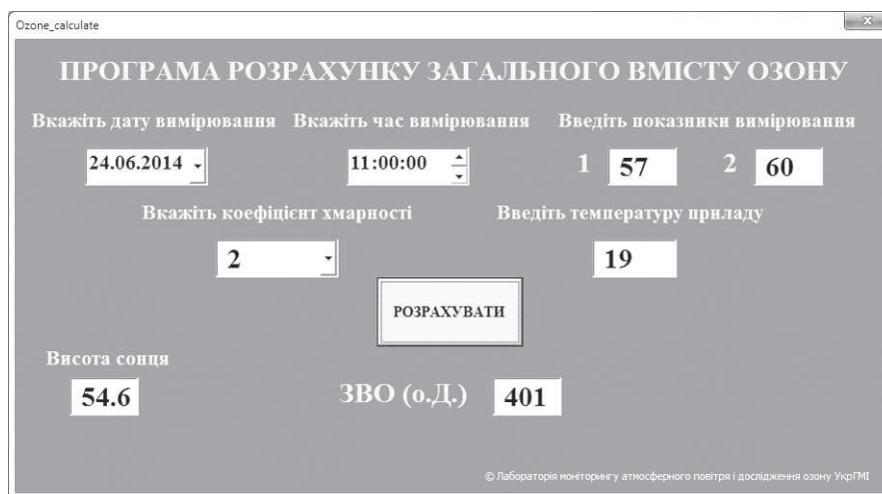 Ozone_calculate
ПРОГРАМА РОЗРАХУНКУ ЗАГАЛЬНОГО ВМІСТУ ОЗОНУ
Вкажіть дату вимірювання Вкажіть час вимірювання Введіть показники вимірювання
24.06.2014 11:00:00 1 57 2 60
Вкажіть коефіцієнт хмарності Введіть температуру приладу
2 19
РОЗРАХУВАТИ
Висота сонця
54.6 ЗВО (о.Д.) 401
© Лабораторія моніторингу атмосферного повітря і дослідження озону УкрГМІ